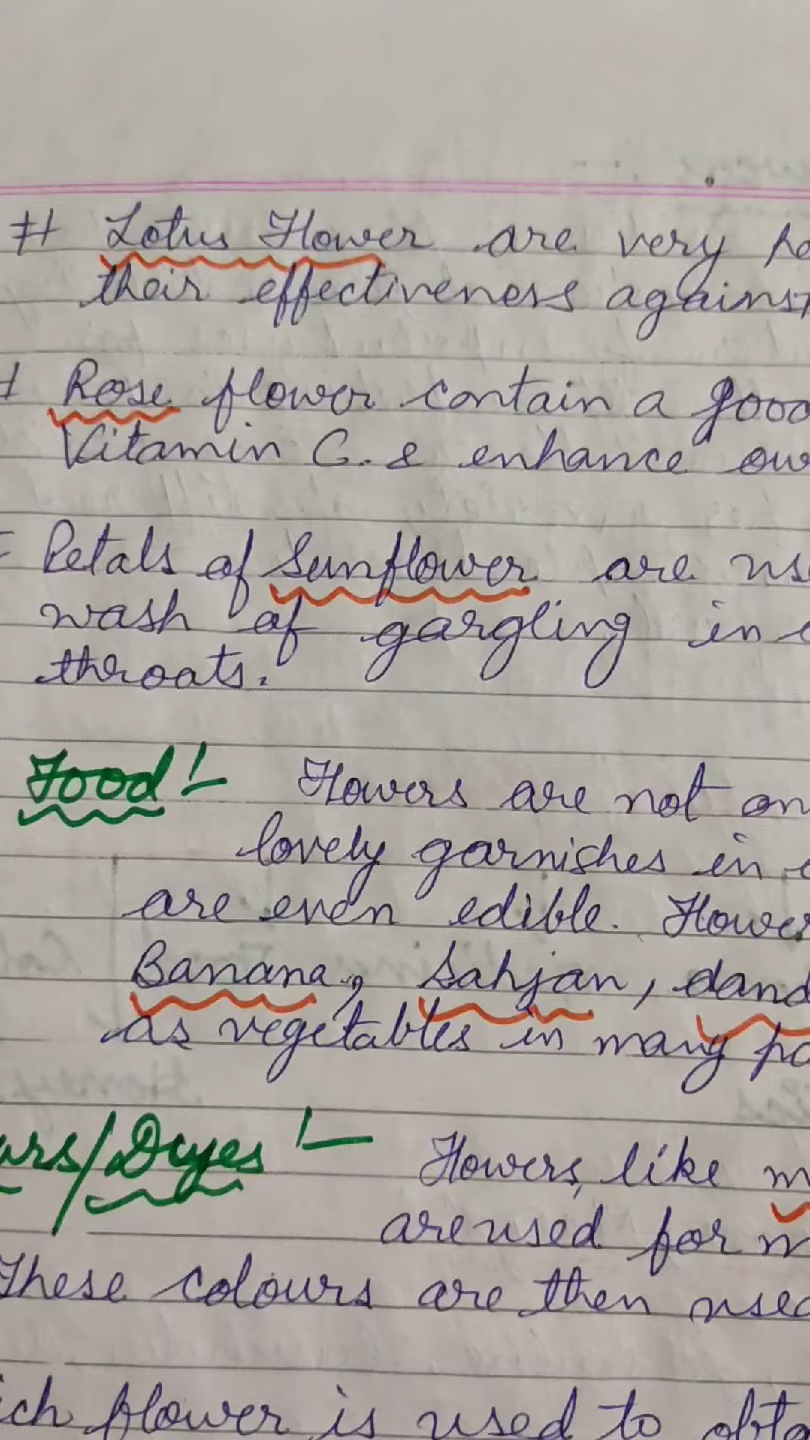 # Lotus Flower are very
their effectiveness against
Rose flower contain a good
Vitamin C. & enhance
Petals of Sunflower are
wash of gargling in
throats.
Food !- Flowers are not
lovely garnishes in
are even edible.
Banana, Sahjan,
as vegetables in many
/Dyes !- Flowers, like
are used for
These colours are then used
flower is used to